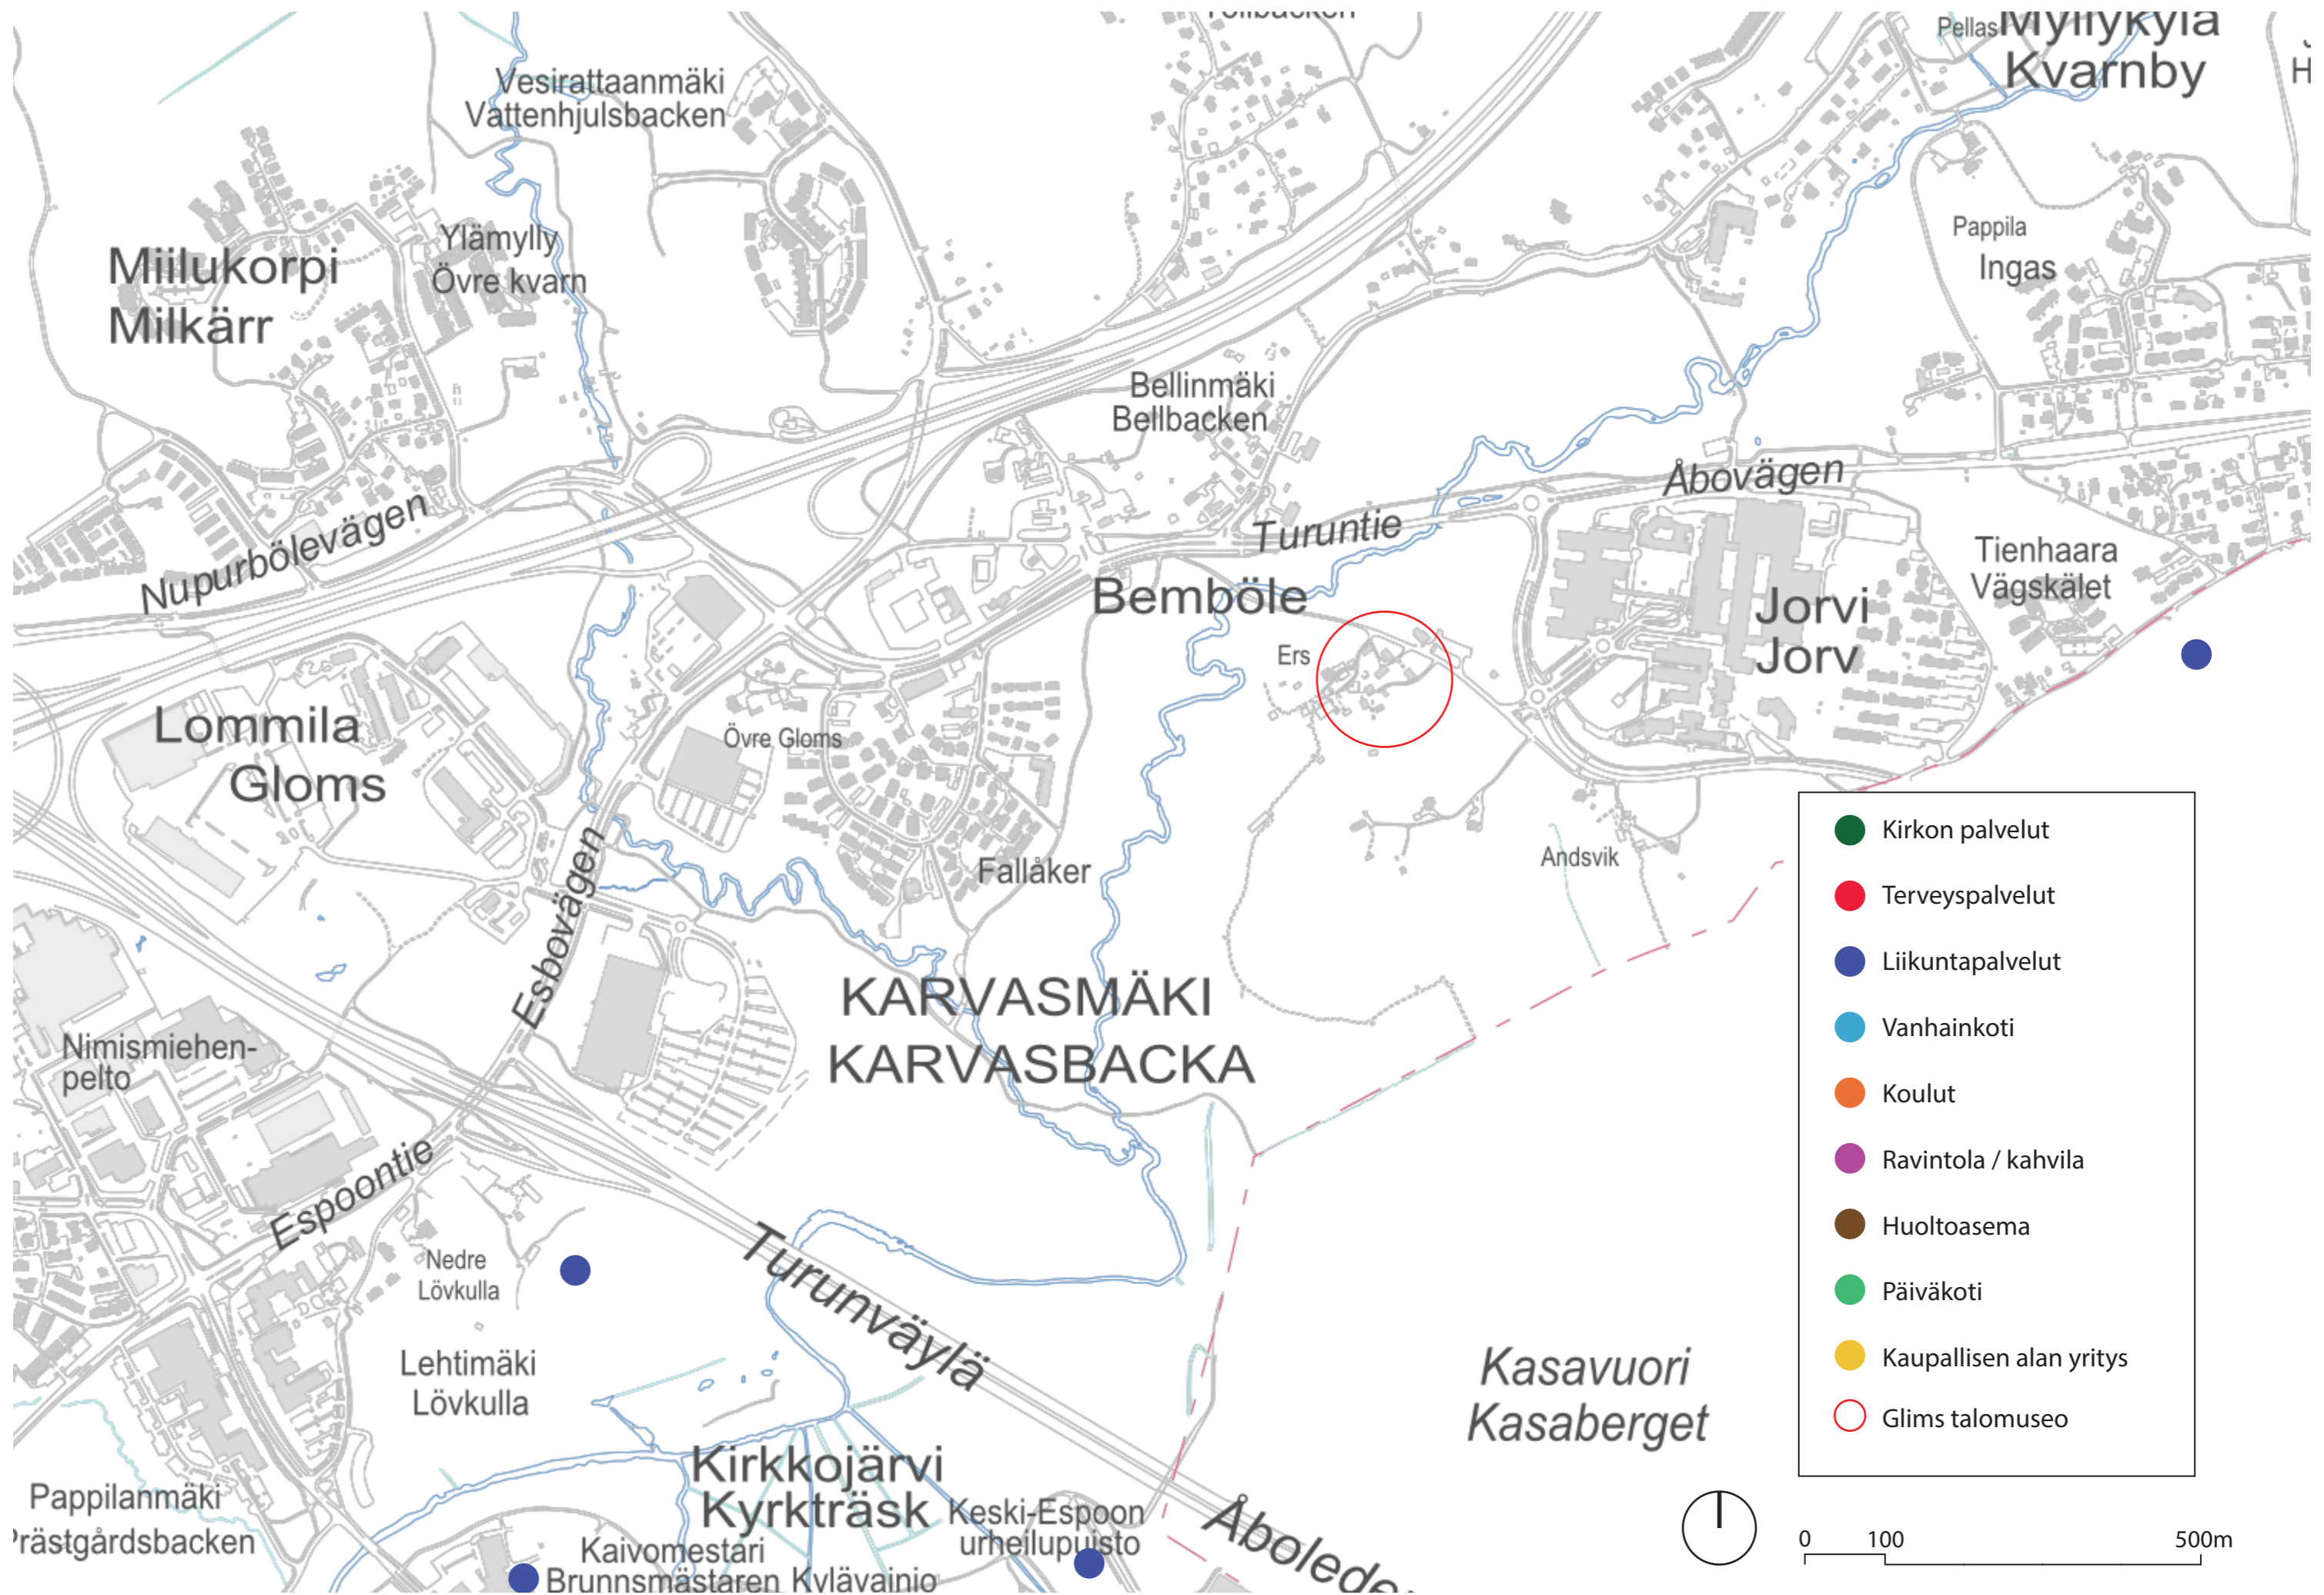 Pellas
Kvarnby
Vesirattaanmäki
Vattenhjulsbacken
Ylämylly
Övre kvarn
Miilukorpi
Milkärr
Pappila
Ingas
Bellinmäki
Bellbacken
Nupurbölevägen
Åbovägen
Turuntie
Bemböle
Tienhaara
Vägskälet
Jorvi
Jorv
Ers
Lommila
Gloms
Övre Gloms
Fallåker
Andsvik
Esbovägen
KARVASMÄKI
KARVASBACKA
Nimismiehen-
pelto
Espoontie
Nedre
Lövkulla
Turunväylä
Lehtimäki
Lövkulla
Kasavuori
Kasaberget
Kirkkojärvi
Kyrkträsk
Keski-Espoon
urheilupuisto
Pappilanmäki
rästgårdsbacken
Kaivomestari
Brunnsmästaren
Kylävainio
Kirkon palvelut
Terveyspalvelut
Liikuntapalvelut
Vanhainkoti
Koulut
Ravintola / kahvila
Huoltoasema
Päiväkoti
Kaupallisen alan yritys
Glims talomuseo
0 100 500m